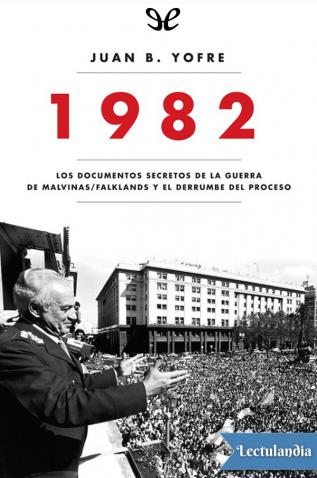 JUAN B. YOFRE
1982
LOS DOCUMENTOS SECRETOS DE LA GUERRA
DE MALVINAS/FALKLANDS Y EL DERRUMBE DEL PROCESO
Lectulandia